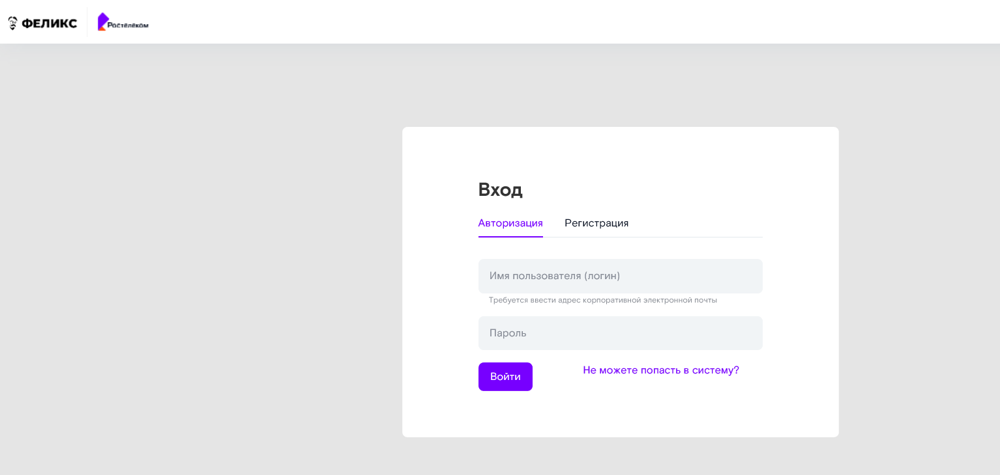 ФЕЛИКС
Ростелеком
Вход
Авторизация Регистрация
Имя пользователя (логин)
Требуется ввести адрес корпоративной электронной почты
Пароль
Войти
Не можете попасть в систему?